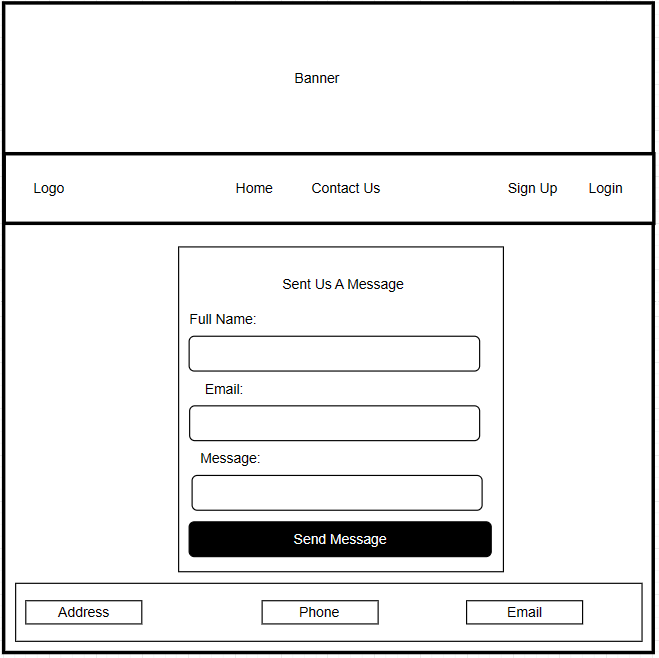 Banner
Logo Home Contact Us Sign Up Login
Sent Us A Message
Full Name:
Email:
Message:
Send Message
Address Phone Email